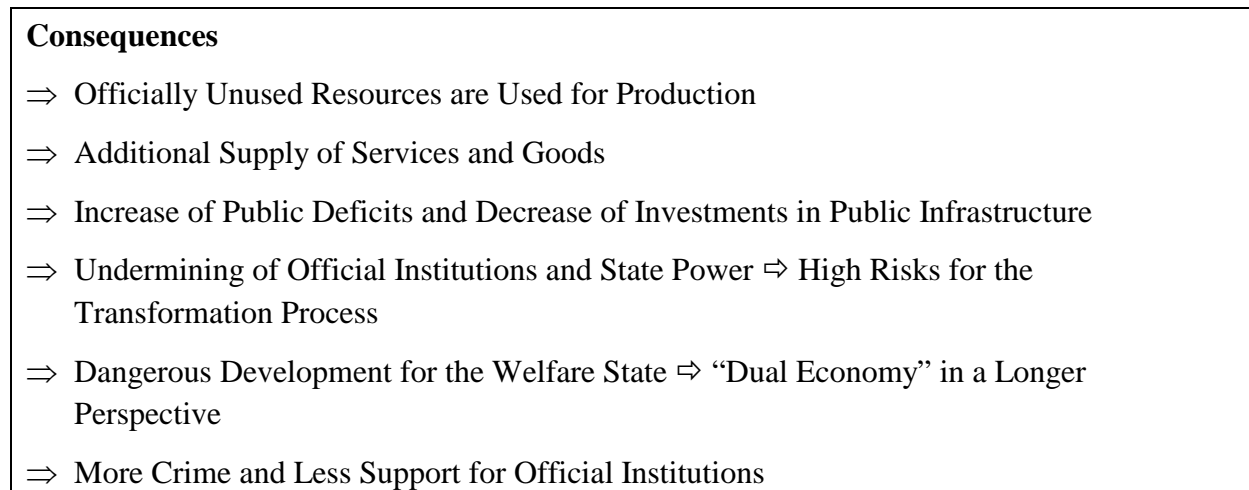 Consequences
⇒ Officially Unused Resources are Used for Production
⇒ Additional Supply of Services and Goods
⇒ Increase of Public Deficits and Decrease of Investments in Public Infrastructure
⇒ Undermining of Official Institutions and State Power ⇨ High Risks for the
Transformation Process
⇒ Dangerous Development for the Welfare State ⇨ “Dual Economy” in a Longer
Perspective
⇒ More Crime and Less Support for Official Institutions